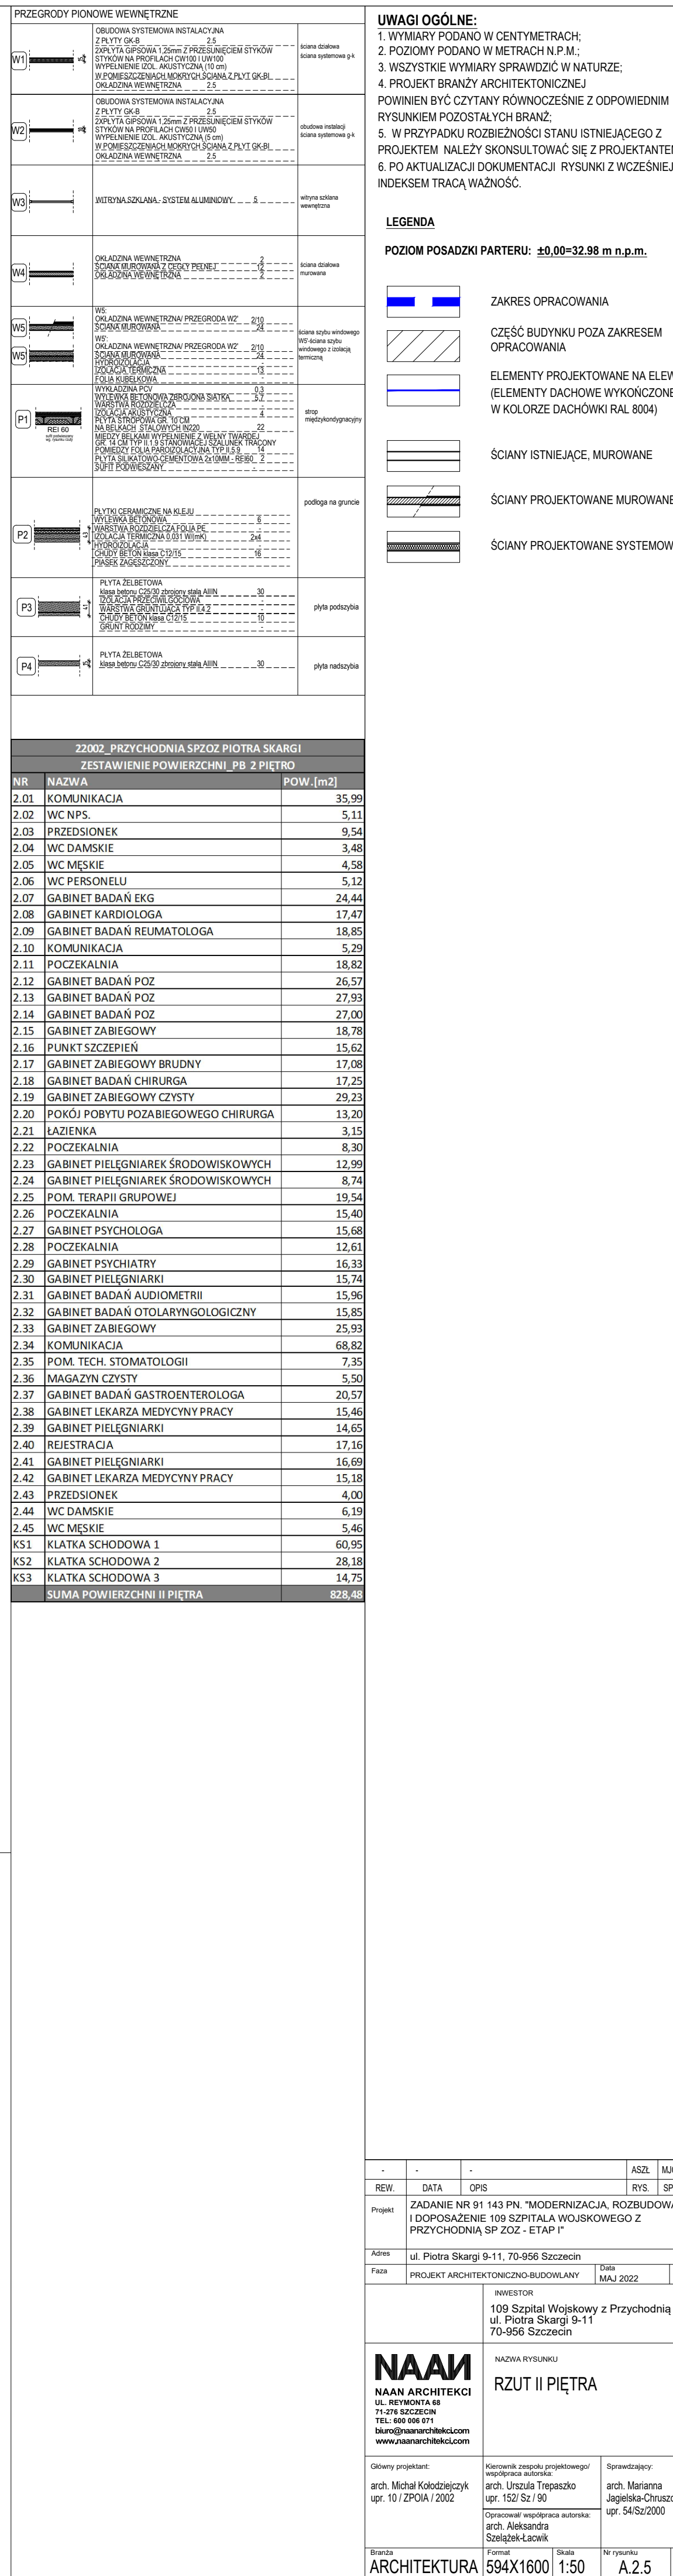 PRZEGRODY PIONOWE WEWNĘTRZNE
W1
OBUDOWA SYSTEMOWA INSTALACYJNA
Z PŁYTY GK-B 2.5
2XPŁYTA GIPSOWA 1,25mm Z PRZESUNIĘCIEM STYKÓW
STYKÓW NA PROFILACH CW100 I UW100
WYPEŁNIENIE IZOL. AKUSTYCZNĄ (10 cm)
W POMIESZCZENIACH MOKRYCH ŚCIANA Z PŁYT GK-BI
OKŁADZINA WEWNĘTRZNA 2.5
ściana działowa
ściana systemowa g-k
W2
OBUDOWA SYSTEMOWA INSTALACYJNA
Z PŁYTY GK-B 2.5
2XPŁYTA GIPSOWA 1,25mm Z PRZESUNIĘCIEM STYKÓW
STYKÓW NA PROFILACH CW50 I UW50
WYPEŁNIENIE IZOL. AKUSTYCZNĄ (5 cm)
W POMIESZCZENIACH MOKRYCH ŚCIANA Z PŁYT GK-BI
OKŁADZINA WEWNĘTRZNA 2.5
obudowa instalacji
ściana systemowa g-k
W3
WITRYNA SZKLANA - SYSTEM ALUMINIOWY 5
witryna szklana
wewnętrzna
W4
OKŁADZINA WEWNĘTRZNA 2
ŚCIANA MUROWANA Z CEGŁY PEŁNEJ 12
OKŁADZINA WEWNĘTRZNA 2
ściana działowa
murowana
W5
W5:
OKŁADZINA WEWNĘTRZNA/ PRZEGRODA W2' 2/10
ŚCIANA MUROWANA 24
W5'
W5':
OKŁADZINA WEWNĘTRZNA/ PRZEGRODA W2' 2/10
ŚCIANA MUROWANA 24
HYDROIZOLACJA -
IZOLACJA TERMICZNA 13
FOLIA KUBEŁKOWA -
ściana szybu windowego
W5'-ściana szybu
windowego z izolacją
termiczną
P1
REI 60
WYKŁADZINA PCV 0,3
WYLEWKA BETONOWA ZBROJONA SIATKĄ 5,7
WARSTWA ROZDZIELCZA -
IZOLACJA AKUSTYCZNA 4
PŁYTA STROPOWA GR. 10 CM
NA BELKACH STALOWYCH IN220 22
MIĘDZY BELKAMI WYPEŁNIENIE Z WEŁNY TWARDEJ
GR. 14 CM TYP II.1.9 STANOWIĄCEJ SZALUNEK TRACONY
POMIĘDZY FOLIA PAROIZOLACYJNA TYP II.5.9 14
PŁYTA SILIKATOWO-CEMENTOWA 2x10MM - REI60 2
SUFIT PODWIESZANY -
strop
międzykondygnacyjny
P2
PŁYTKI CERAMICZNE NA KLEJU
WYLEWKA BETONOWA 6
WARSTWA ROZDZIELCZA FOLIA PE -
IZOLACJA TERMICZNA 0,031 W/(mK) 2x4
HYDROIZOLACJA -
CHUDY BETON klasa C12/15 16
PIASEK ZAGĘSZCZONY
podłoga na gruncie
P3
PŁYTA ŻELBETOWA
klasa betonu C25/30 zbrojony stalą AIIIN 30
IZOLACJA PRZECIWILGOCIOWA -
WARSTWA GRUNTUJĄCA TYP II.4.2 -
CHUDY BETON klasa C12/15 10
GRUNT RODZIMY -
płyta podszybia
P4
PŁYTA ŻELBETOWA
klasa betonu C25/30 zbrojony stalą AIIIN 30
płyta nadszybia
22002_PRZYCHODNIA SPZOZ PIOTRA SKARGI
ZESTAWIENIE POWIERZCHNI_PB 2 PIĘTRO
NR NAZWA POW.[m2]
2.01 KOMUNIKACJA 35,99
2.02 WC NPS. 5,11
2.03 PRZEDSIONEK 9,54
2.04 WC DAMSKIE 3,48
2.05 WC MĘSKIE 4,58
2.06 WC PERSONELU 5,12
2.07 GABINET BADAŃ EKG 24,44
2.08 GABINET KARDIOLOGA 17,47
2.09 GABINET BADAŃ REUMATOLOGA 18,85
2.10 KOMUNIKACJA 5,29
2.11 POCZEKALNIA 18,82
2.12 GABINET BADAŃ POZ 26,57
2.13 GABINET BADAŃ POZ 27,93
2.14 GABINET BADAŃ POZ 27,00
2.15 GABINET ZABIEGOWY 18,78
2.16 PUNKT SZCZEPIEŃ 15,62
2.17 GABINET ZABIEGOWY BRUDNY 17,08
2.18 GABINET BADAŃ CHIRURGA 17,25
2.19 GABINET ZABIEGOWY CZYSTY 29,23
2.20 POKÓJ POBYTU POZABIEGOWEGO CHIRURGA 13,20
2.21 ŁAZIENKA 3,15
2.22 POCZEKALNIA 8,30
2.23 GABINET PIELĘGNIAREK ŚRODOWISKOWYCH 12,99
2.24 GABINET PIELĘGNIAREK ŚRODOWISKOWYCH 8,74
2.25 POM. TERAPII GRUPOWEJ 19,54
2.26 POCZEKALNIA 15,40
2.27 GABINET PSYCHOLOGA 15,68
2.28 POCZEKALNIA 12,61
2.29 GABINET PSYCHIATRY 16,33
2.30 GABINET PIELĘGNIARKI 15,74
2.31 GABINET BADAŃ AUDIOMETRII 15,96
2.32 GABINET BADAŃ OTOLARYNGOLOGICZNY 15,85
2.33 GABINET ZABIEGOWY 25,93
2.34 KOMUNIKACJA 68,82
2.35 POM. TECH. STOMATOLOGII 7,35
2.36 MAGAZYN CZYSTY 5,50
2.37 GABINET BADAŃ GASTROENTEROLOGA 20,57
2.38 GABINET LEKARZA MEDYCYNY PRACY 15,46
2.39 GABINET PIELĘGNIARKI 14,65
2.40 REJESTRACJA 17,16
2.41 GABINET PIELĘGNIARKI 16,69
2.42 GABINET LEKARZA MEDYCYNY PRACY 15,18
2.43 PRZEDSIONEK 4,00
2.44 WC DAMSKIE 6,19
2.45 WC MĘSKIE 5,46
KS1 KLATKA SCHODOWA 1 60,95
KS2 KLATKA SCHODOWA 2 28,18
KS3 KLATKA SCHODOWA 3 14,75
SUMA POWIERZCHNI II PIĘTRA 828,48
UWAGI OGÓLNE:
1. WYMIARY PODANO W CENTYMETRACH;
2. POZIOMY PODANO W METRACH N.P.M.;
3. WSZYSTKIE WYMIARY SPRAWDZIĆ W NATURZE;
4. PROJEKT BRANŻY ARCHITEKTONICZNEJ
POWINIEN BYĆ CZYTANY RÓWNOCZEŚNIE Z ODPOWIEDNIM
RYSUNKIEM POZOSTAŁYCH BRANŻ;
5. W PRZYPADKU ROZBIEŻNOŚCI STANU ISTNIEJĄCEGO Z
PROJEKTEM NALEŻY SKONSULTOWAĆ SIĘ Z PROJEKTANTEM
6. PO AKTUALIZACJI DOKUMENTACJI RYSUNKI Z WCZEŚNIEJ
INDEKSEM TRACĄ WAŻNOŚĆ.
LEGENDA
POZIOM POSADZKI PARTERU: ±0,00=32.98 m n.p.m.
ZAKRES OPRACOWANIA
CZĘŚĆ BUDYNKU POZA ZAKRESEM
OPRACOWANIA
ELEMENTY PROJEKTOWANE NA ELEW
(ELEMENTY DACHOWE WYKOŃCZONE
W KOLORZE DACHÓWKI RAL 8004)
ŚCIANY ISTNIEJĄCE, MUROWANE
ŚCIANY PROJEKTOWANE MUROWANE
ŚCIANY PROJEKTOWANE SYSTEMOW
- - - ASZŁ MJ
REW. DATA OPIS RYS. SP
Projekt
ZADANIE NR 91 143 PN. "MODERNIZACJA, ROZBUDOWA
I DOPOSAŻENIE 109 SZPITALA WOJSKOWEGO Z
PRZYCHODNIĄ SP ZOZ - ETAP I"
Adres
ul. Piotra Skargi 9-11, 70-956 Szczecin
Faza
PROJEKT ARCHITEKTONICZNO-BUDOWLANY
Data
MAJ 2022
INWESTOR
109 Szpital Wojskowy z Przychodnią
ul. Piotra Skargi 9-11
70-956 Szczecin
NAAN
NAAN ARCHITEKCI
UL. REYMONTA 68
71-276 SZCZECIN
TEL: 600 006 071
biuro@naanarchitekci.com
www.naanarchitekci.com
NAZWA RYSUNKU
RZUT II PIĘTRA
Główny projektant:
arch. Michał Kołodziejczyk
upr. 10 / ZPOIA / 2002
Kierownik zespołu projektowego/
współpraca autorska:
arch. Urszula Trepaszko
upr. 152/ Sz / 90
Opracował/ współpraca autorska:
arch. Aleksandra
Szelążek-Łacwik
Sprawdzający:
arch. Marianna
Jagielska-Chruszc
upr. 54/Sz/2000
Branża
ARCHITEKTURA
Format
594X1600
Skala
1:50
Nr rysunku
A.2.5